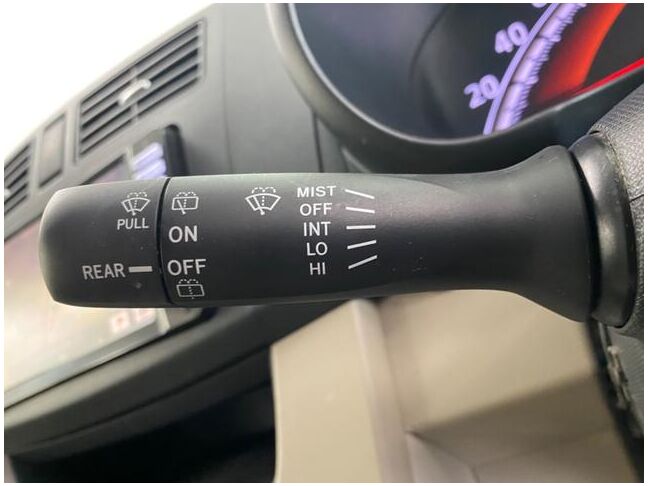 40
20
PULL
REAR
ON
OFF
MIST
OFF
INT
LO
HI